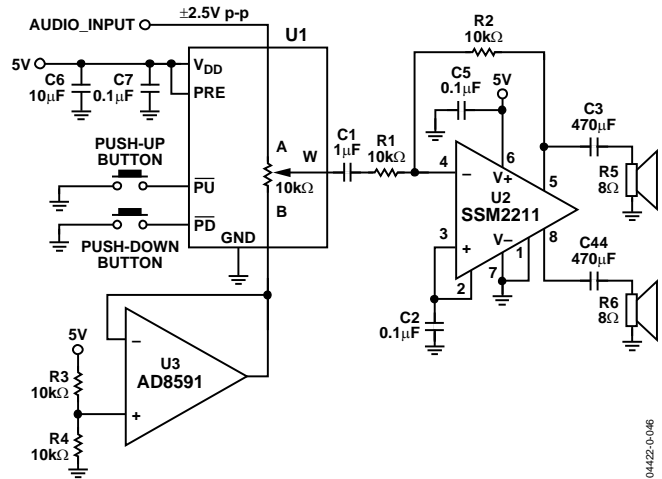 AUDIO_INPUT
±2.5V p-p
U1
5V
C6
10μF
C7
0.1μF
VDD
PRE
PUSH-UP
BUTTON
PU
PD
PUSH-DOWN
BUTTON
GND
A
W
10kΩ
B
C1
1μF
R1
10kΩ
R2
10kΩ
C5
0.1μF
5V
4
−
6
V+
U2
SSM2211
5
3
+
V−
1
8
2
7
C2
0.1μF
C3
470μF
R5
8Ω
C44
470μF
R6
8Ω
5V
R3
10kΩ
R4
10kΩ
−
U3
AD8591
+
04422-0-046